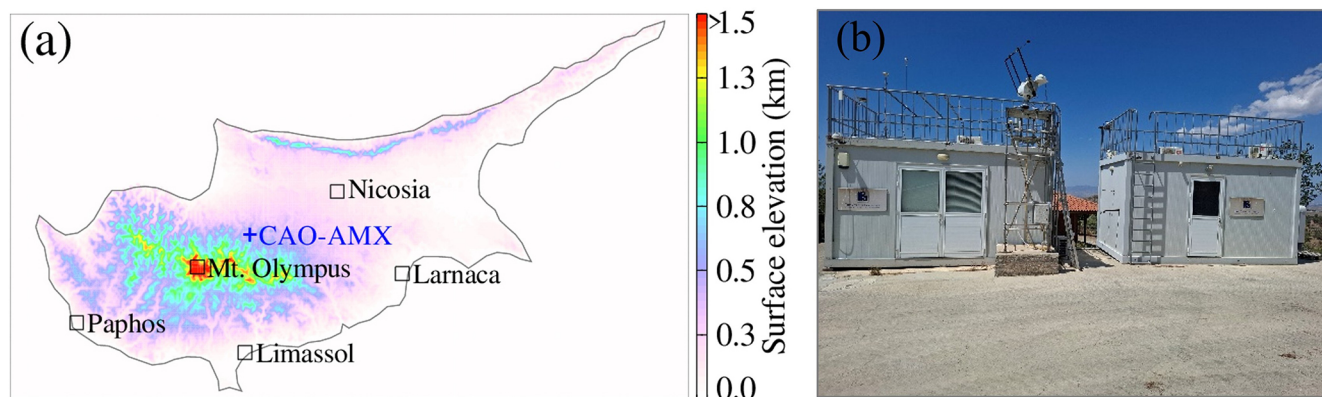 (a)
Nicosia
+CAO-AMX
Mt. Olympus
Larnaca
Paphos
Limassol
>1.5
1.3
1.0
0.8
0.5
0.3
0.0
Surface elevation (km)
(b)